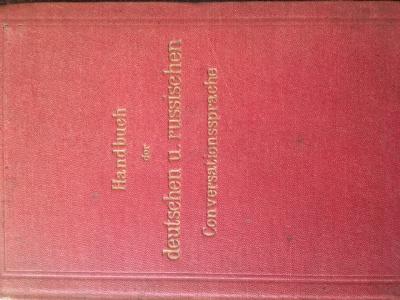 Handbuch
der
deutschen u. russischen
Conversationssprache